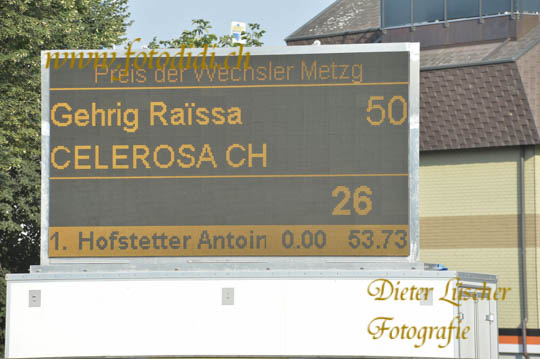 www.fotodidi.ch
Preis der Wechsler Metzg
Gehrig Raïssa 50
CELEROSA CH
26
1. Hofstetter Antoin 0.00 53.73
Dieter Lüscher
Fotografie